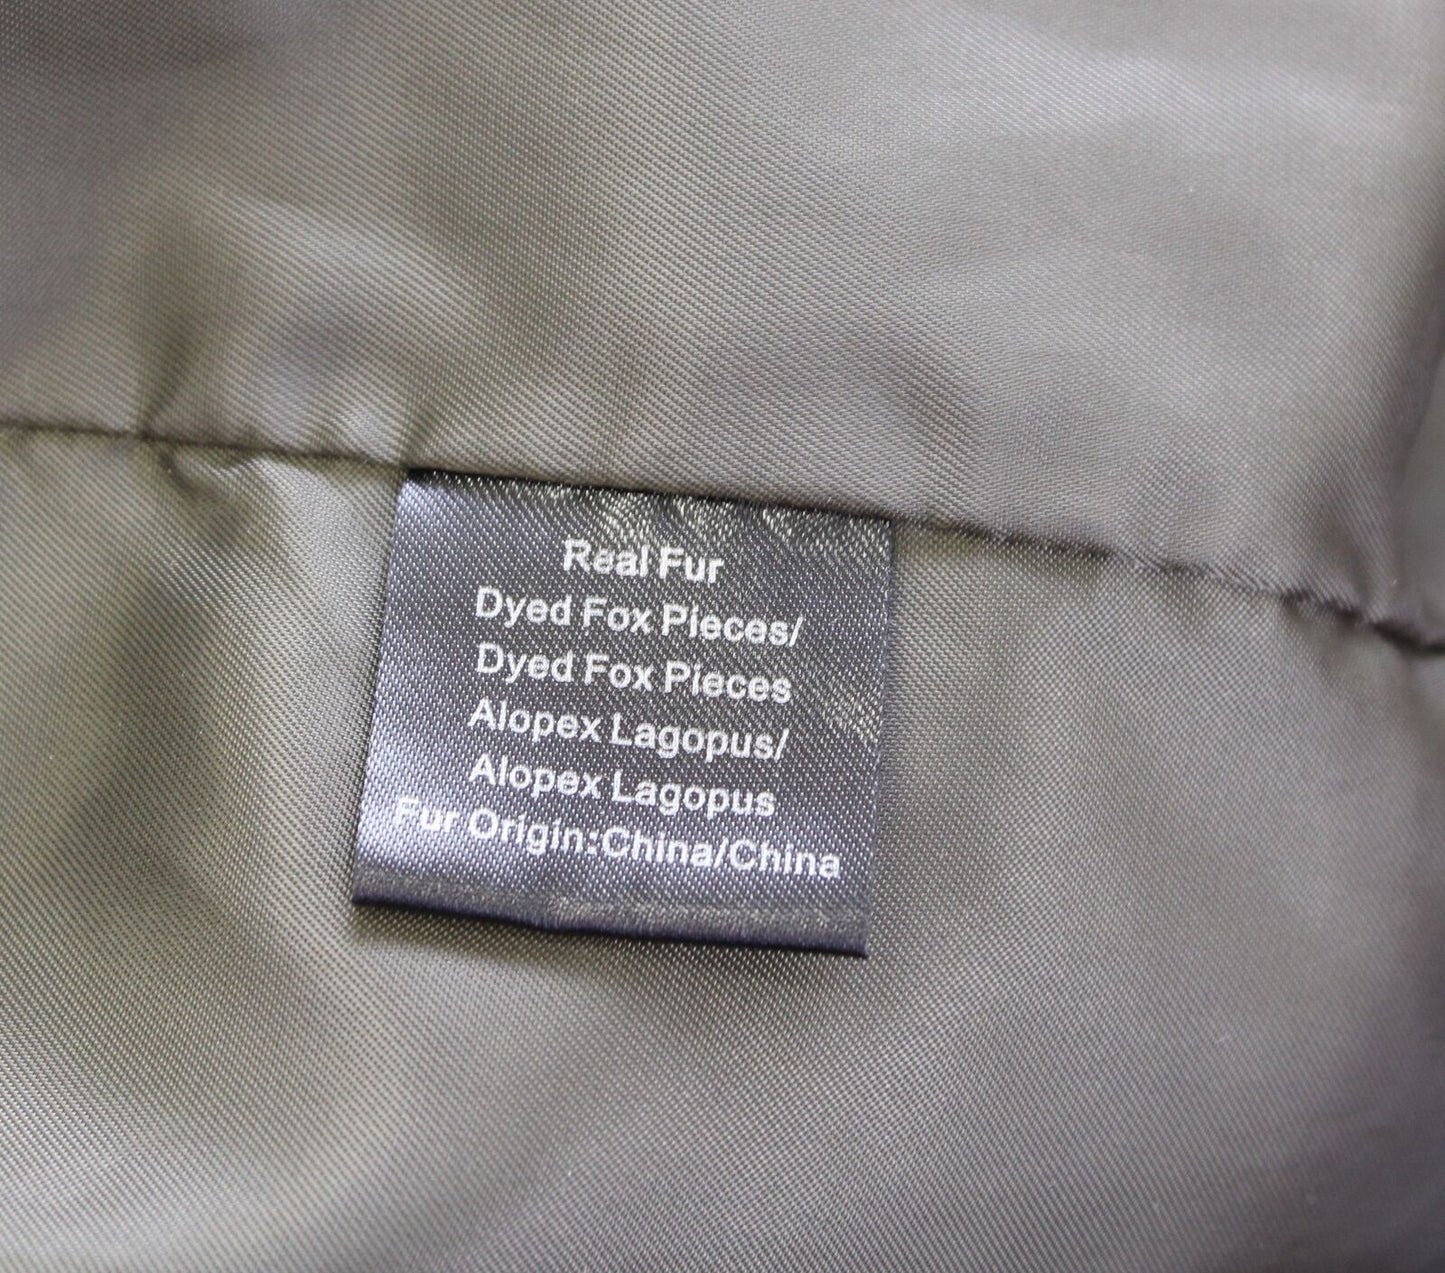 Real Fur
Dyed Fox Pieces/
Dyed Fox Pieces
Alopex Lagopus/
Alopex Lagopus
Fur Origin:China/China